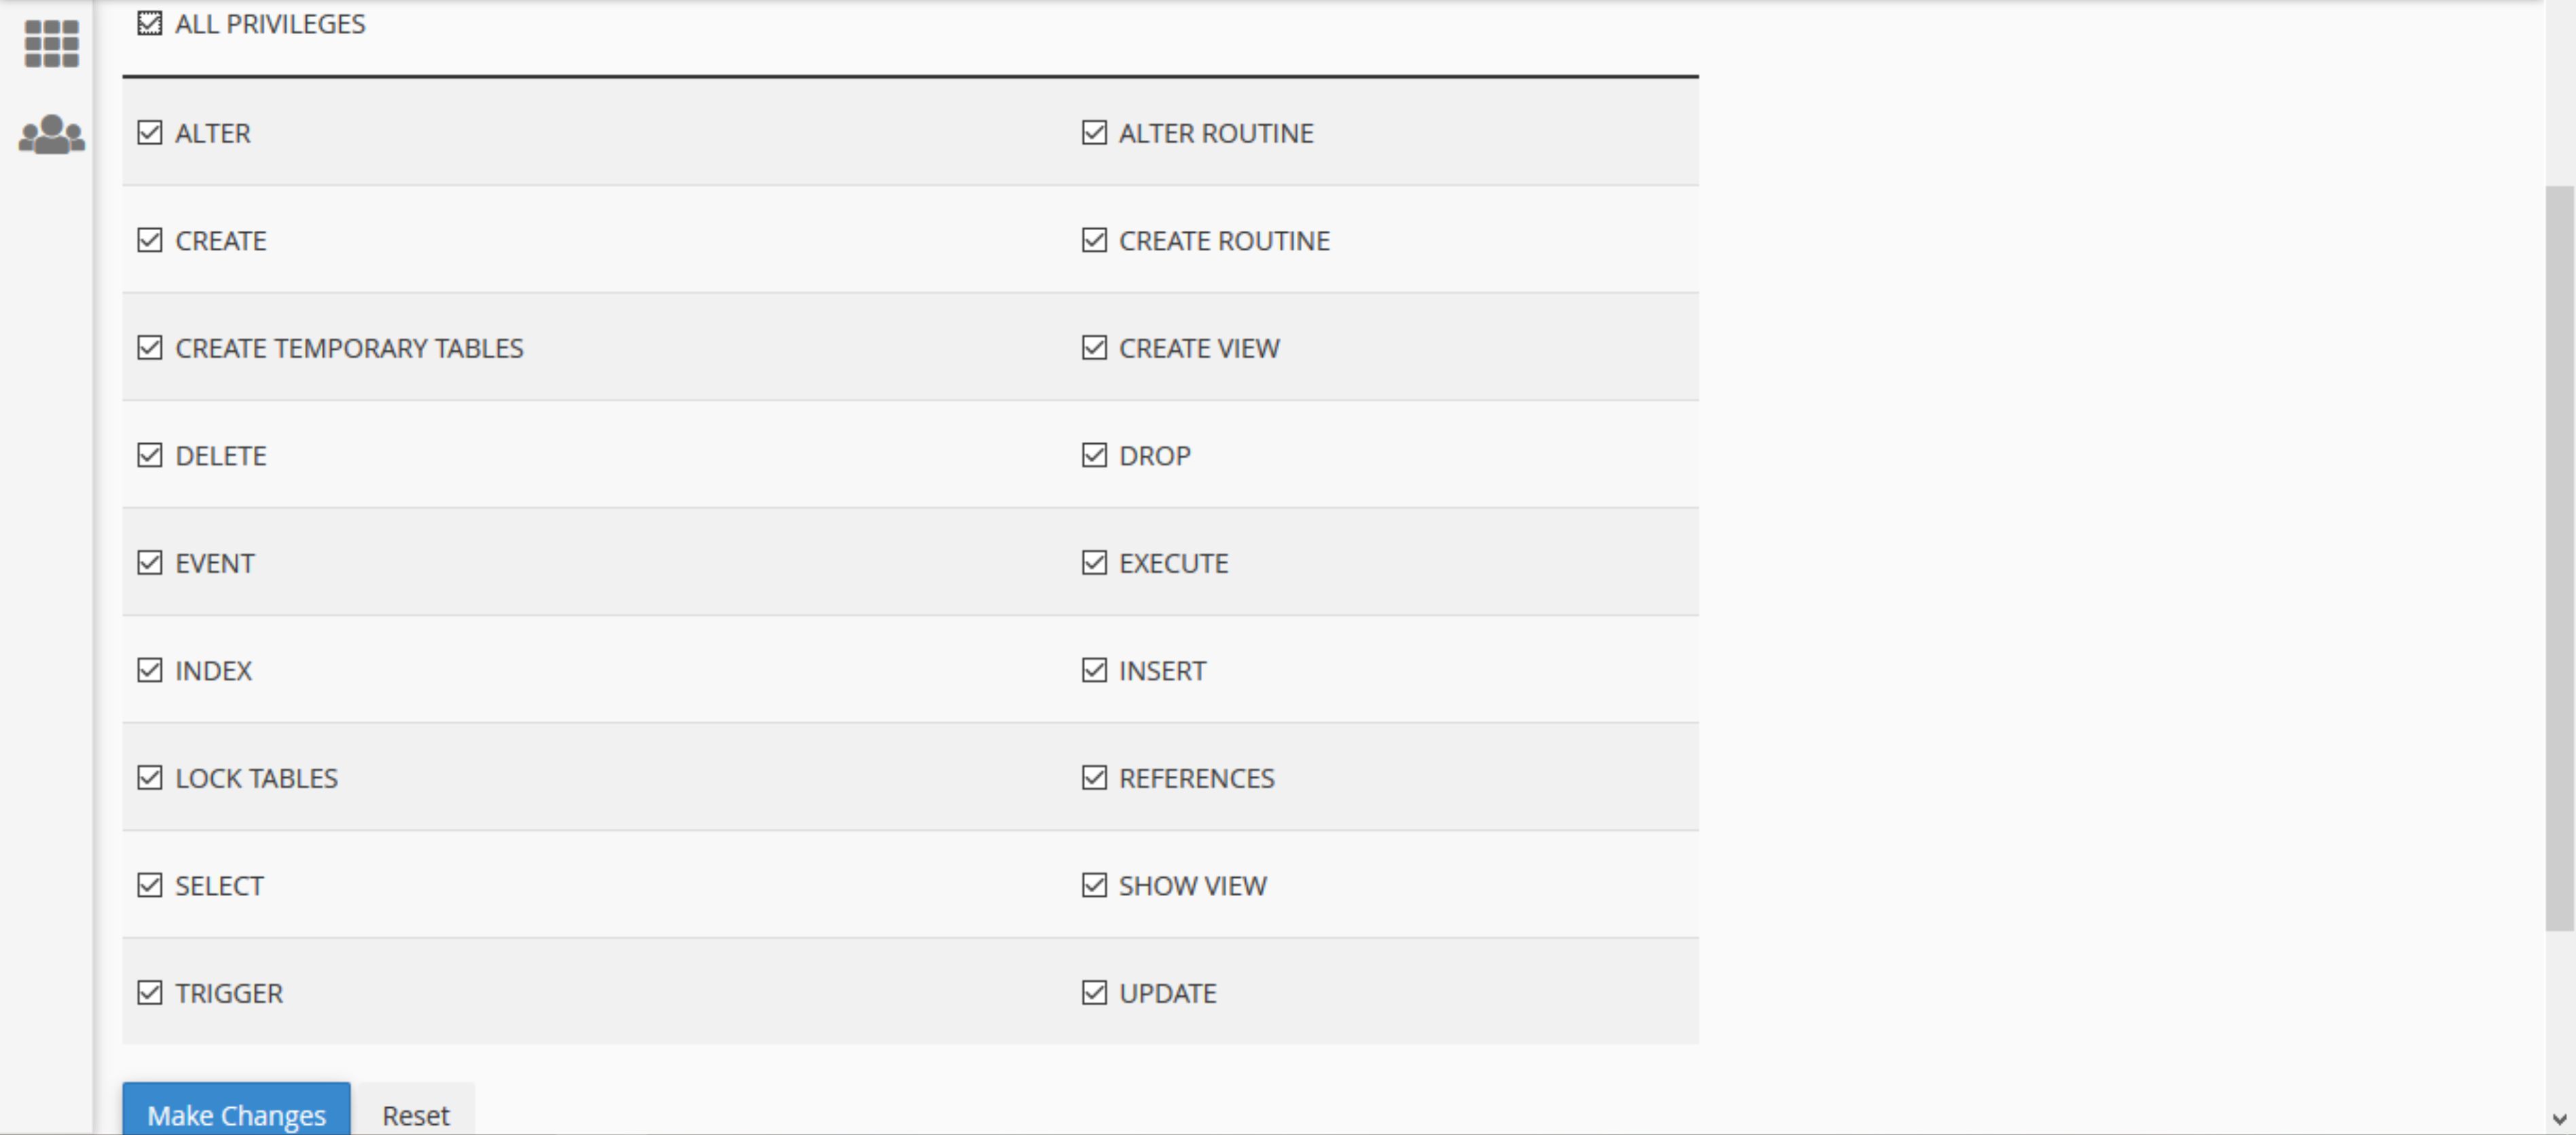 ALL PRIVILEGES
ALTER
ALTER ROUTINE
CREATE
CREATE ROUTINE
CREATE TEMPORARY TABLES
CREATE VIEW
DELETE
DROP
EVENT
EXECUTE
INDEX
INSERT
LOCK TABLES
REFERENCES
SELECT
SHOW VIEW
TRIGGER
UPDATE
Make Changes
Reset